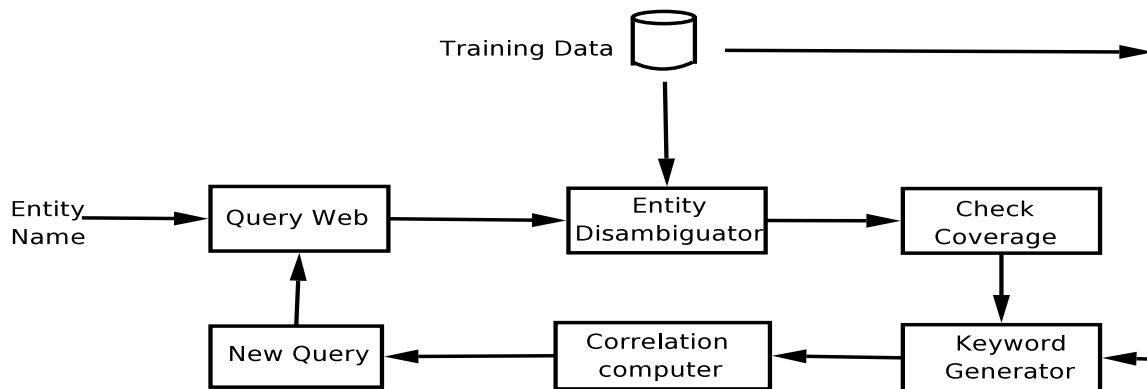 Training Data
Entity
Name
Query Web
Entity
Disambiguator
Check
Coverage
New Query
Correlation
computer
Keyword
Generator